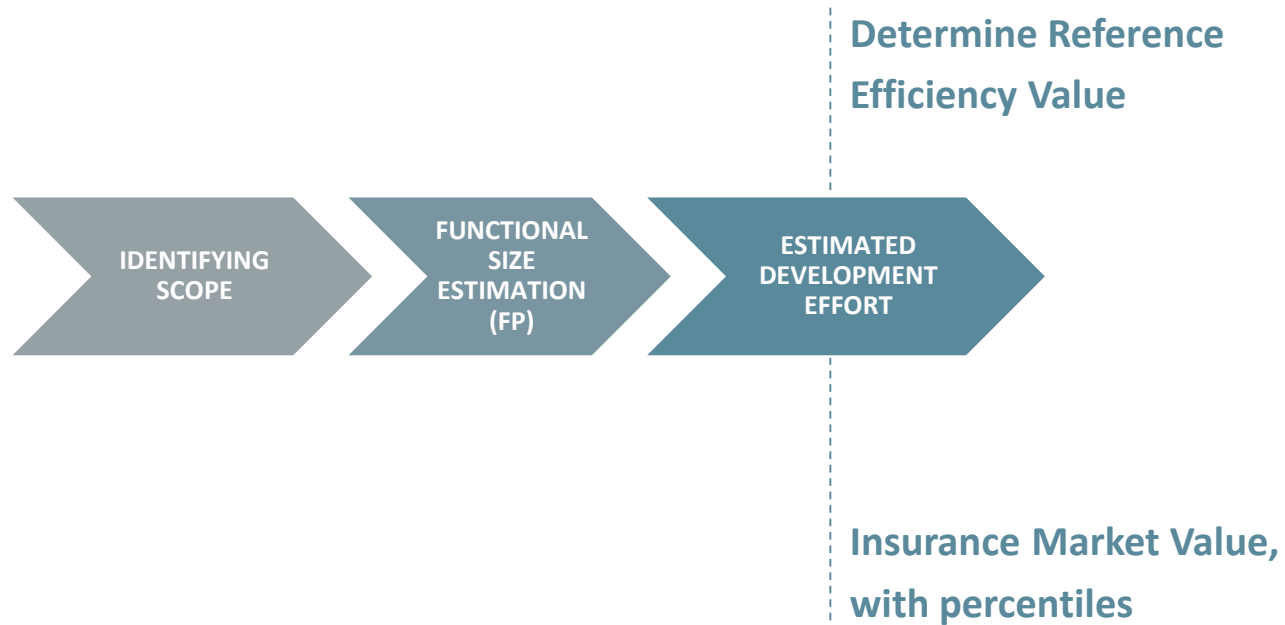 Determine Reference
Efficiency Value
IDENTIFYING
SCOPE
FUNCTIONAL
SIZE
ESTIMATION
(FP)
ESTIMATED
DEVELOPMENT
EFFORT
Insurance Market Value,
with percentiles